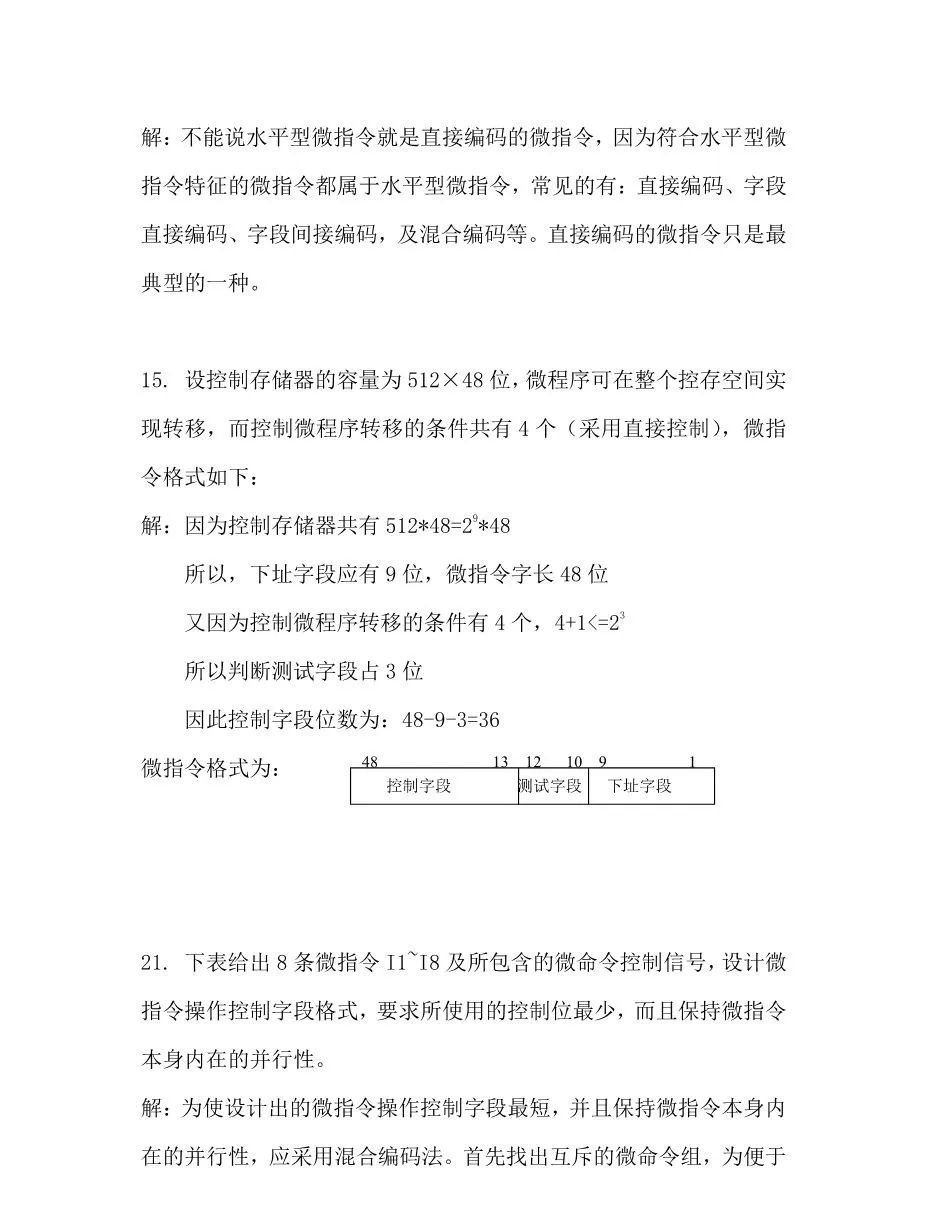 解：不能说水平型微指令就是直接编码的微指令，因为符合水平型微
指令特征的微指令都属于水平型微指令，常见的有：直接编码、字段
直接编码、字段间接编码，及混合编码等。直接编码的微指令只是最
典型的一种。
15. 设控制存储器的容量为512×48位，微程序可在整个控存空间实
现转移，而控制微程序转移的条件共有4个（采用直接控制），微指
令格式如下：
解：因为控制存储器共有512*48=2⁹*48
所以，下址字段应有9位，微指令字长48位
又因为控制微程序转移的条件有4个，4+1<=2³
所以判断测试字段占3位
因此控制字段位数为：48-9-3=36
微指令格式为：
48 13 12 10 9 1
控制字段 测试字段 下址字段
21. 下表给出8条微指令I1~I8及所包含的微命令控制信号，设计微
指令操作控制字段格式，要求所使用的控制位最少，而且保持微指令
本身内在的并行性。
解：为使设计出的微指令操作控制字段最短，并且保持微指令本身内
在的并行性，应采用混合编码法。首先找出互斥的微命令组，为便于